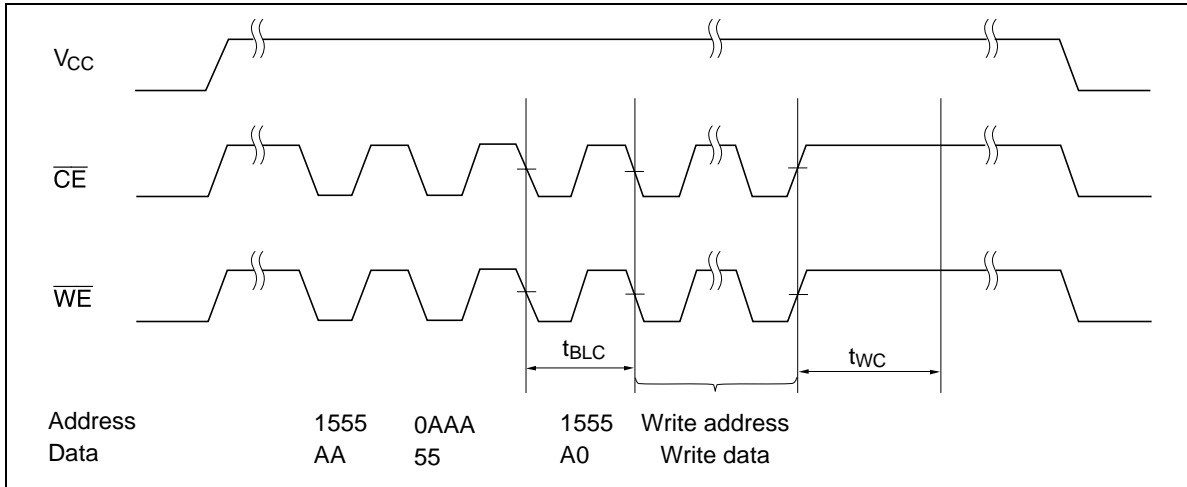 VCC
CE
WE
tBLC
tWC
Address 1555 0AAA 1555 Write address
Data AA 55 A0 Write data